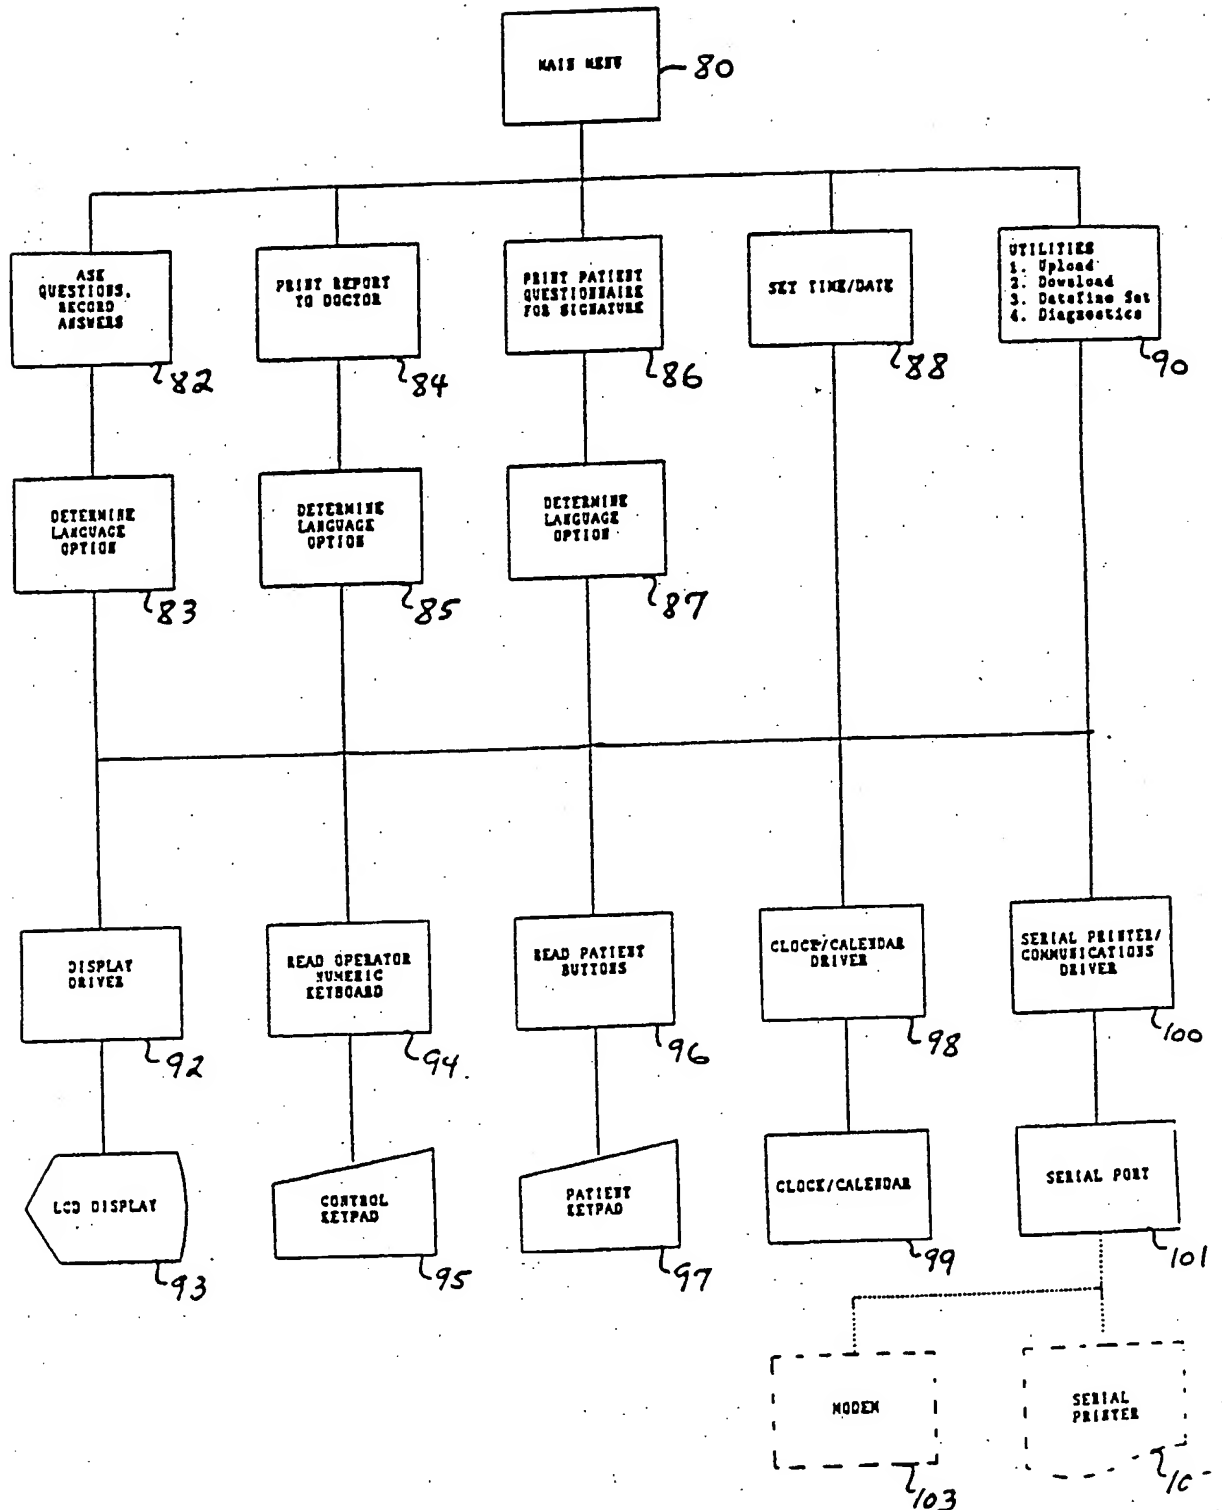 MAIN MENU
80
ASK
QUESTIONS,
RECORD
ANSWERS
82
PRINT REPORT
TO DOCTOR
84
PRINT PATIENT
QUESTIONNAIRE
FOR SIGNATURE
86
SET TIME/DATE
88
UTILITIES
1. Upload
2. Download
3. Date/Time Set
4. Diagnostics
90
DETERMINE
LANGUAGE
OPTION
83
DETERMINE
LANGUAGE
OPTION
85
DETERMINE
LANGUAGE
OPTION
87
DISPLAY
DRIVER
92
READ OPERATOR
NUMERIC
KEYBOARD
94
READ PATIENT
BUTTONS
96
CLOCK/CALENDAR
DRIVER
98
SERIAL PRINTER/
COMMUNICATIONS
DRIVER
100
LCD DISPLAY
93
CONTROL
KEYPAD
95
PATIENT
KEYPAD
97
CLOCK/CALENDAR
99
SERIAL PORT
101
MODEM
103
SERIAL
PRINTER